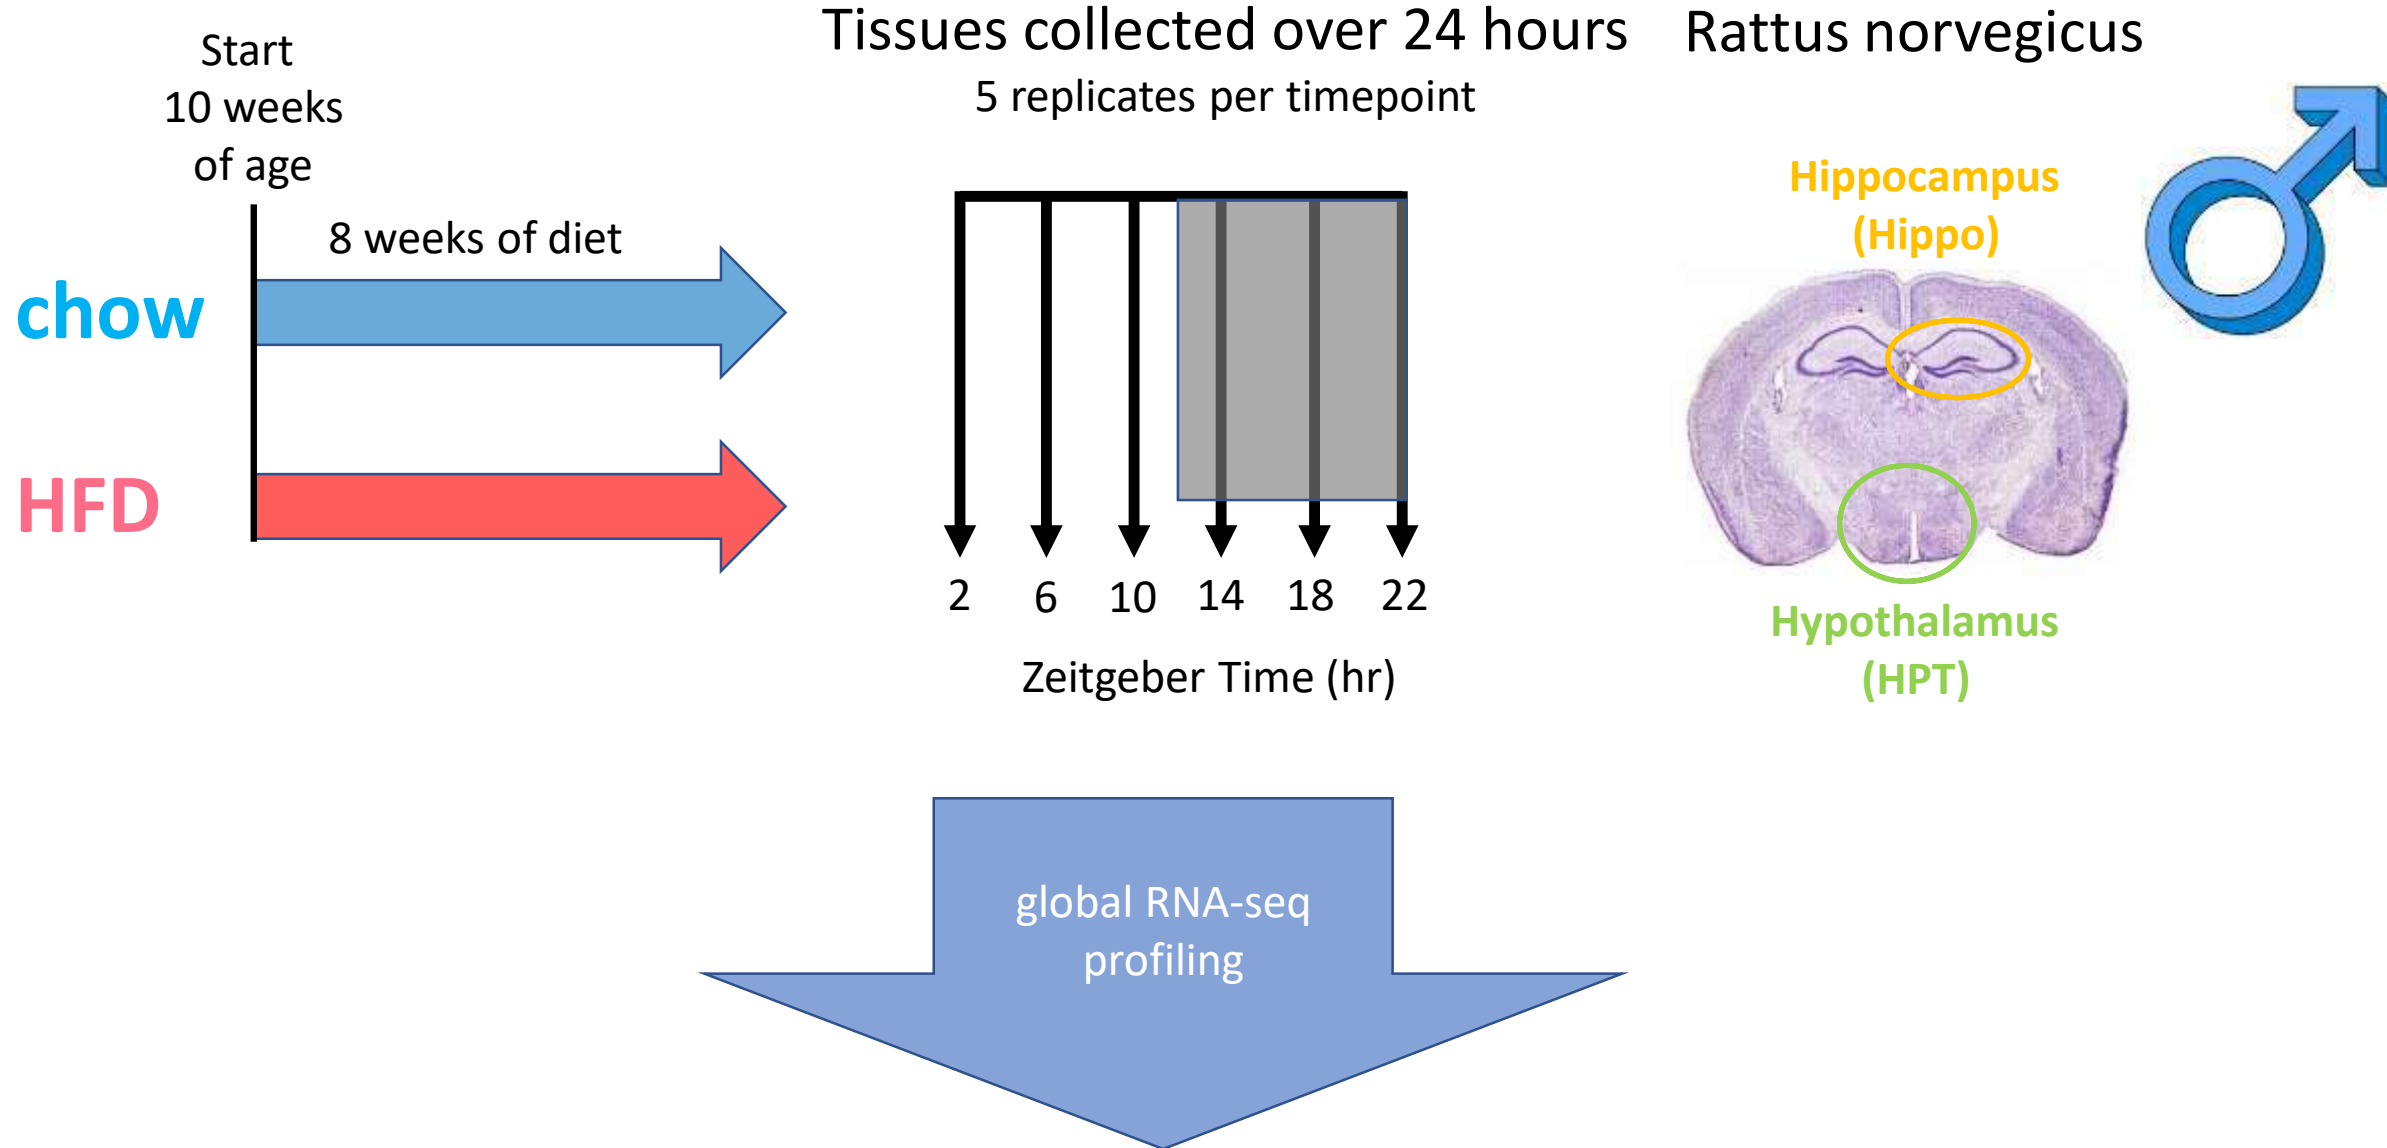 Start
10 weeks
of age
8 weeks of diet
chow
HFD
Tissues collected over 24 hours
5 replicates per timepoint
2 6 10 14 18 22
Zeitgeber Time (hr)
Rattus norvegicus
Hippocampus
(Hippo)
Hypothalamus
(HPT)
global RNA-seq
profiling